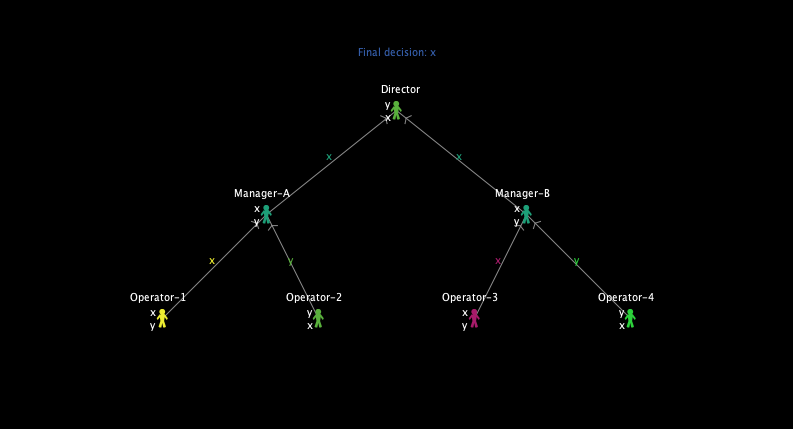 Final decision: x
Director
y
x
x
x
Manager-A
Manager-B
x
y
x
y
x
y
x
y
Operator-1
Operator-2
Operator-3
Operator-4
x
y
y
x
x
y
y
x